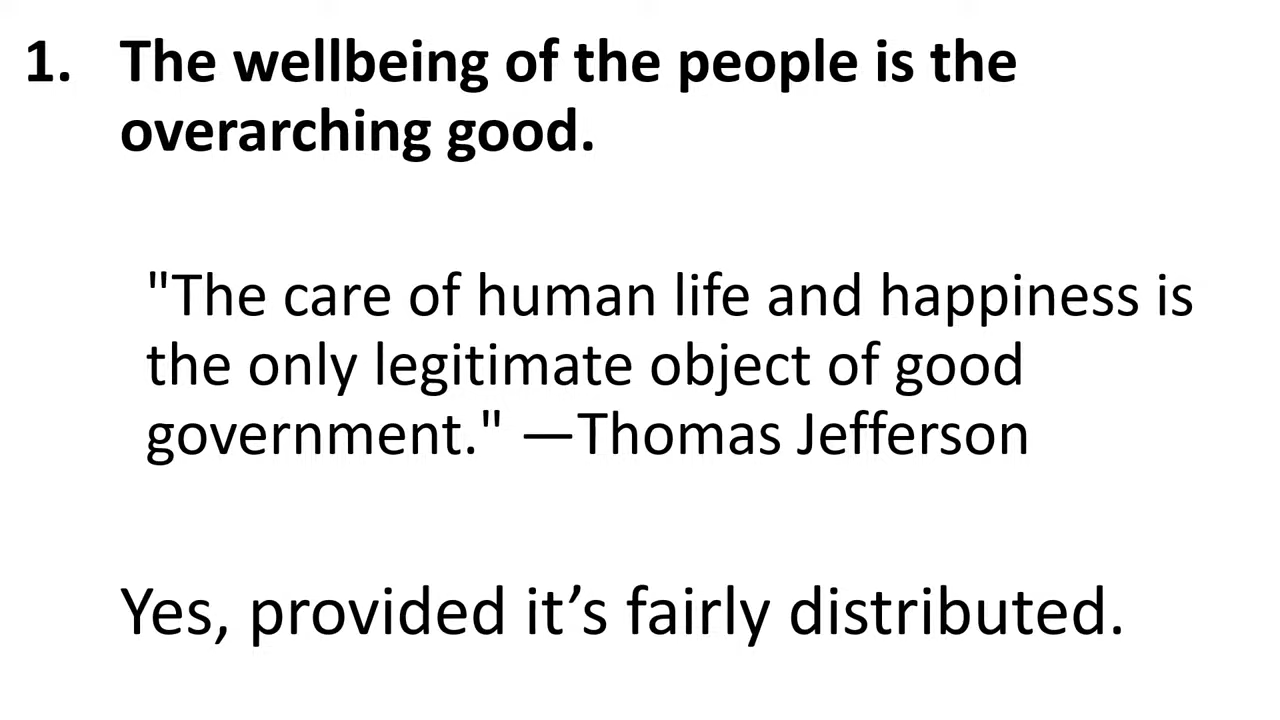 1. The wellbeing of the people is the
overarching good.
"The care of human life and happiness is
the only legitimate object of good
government." —Thomas Jefferson
Yes, provided it’s fairly distributed.